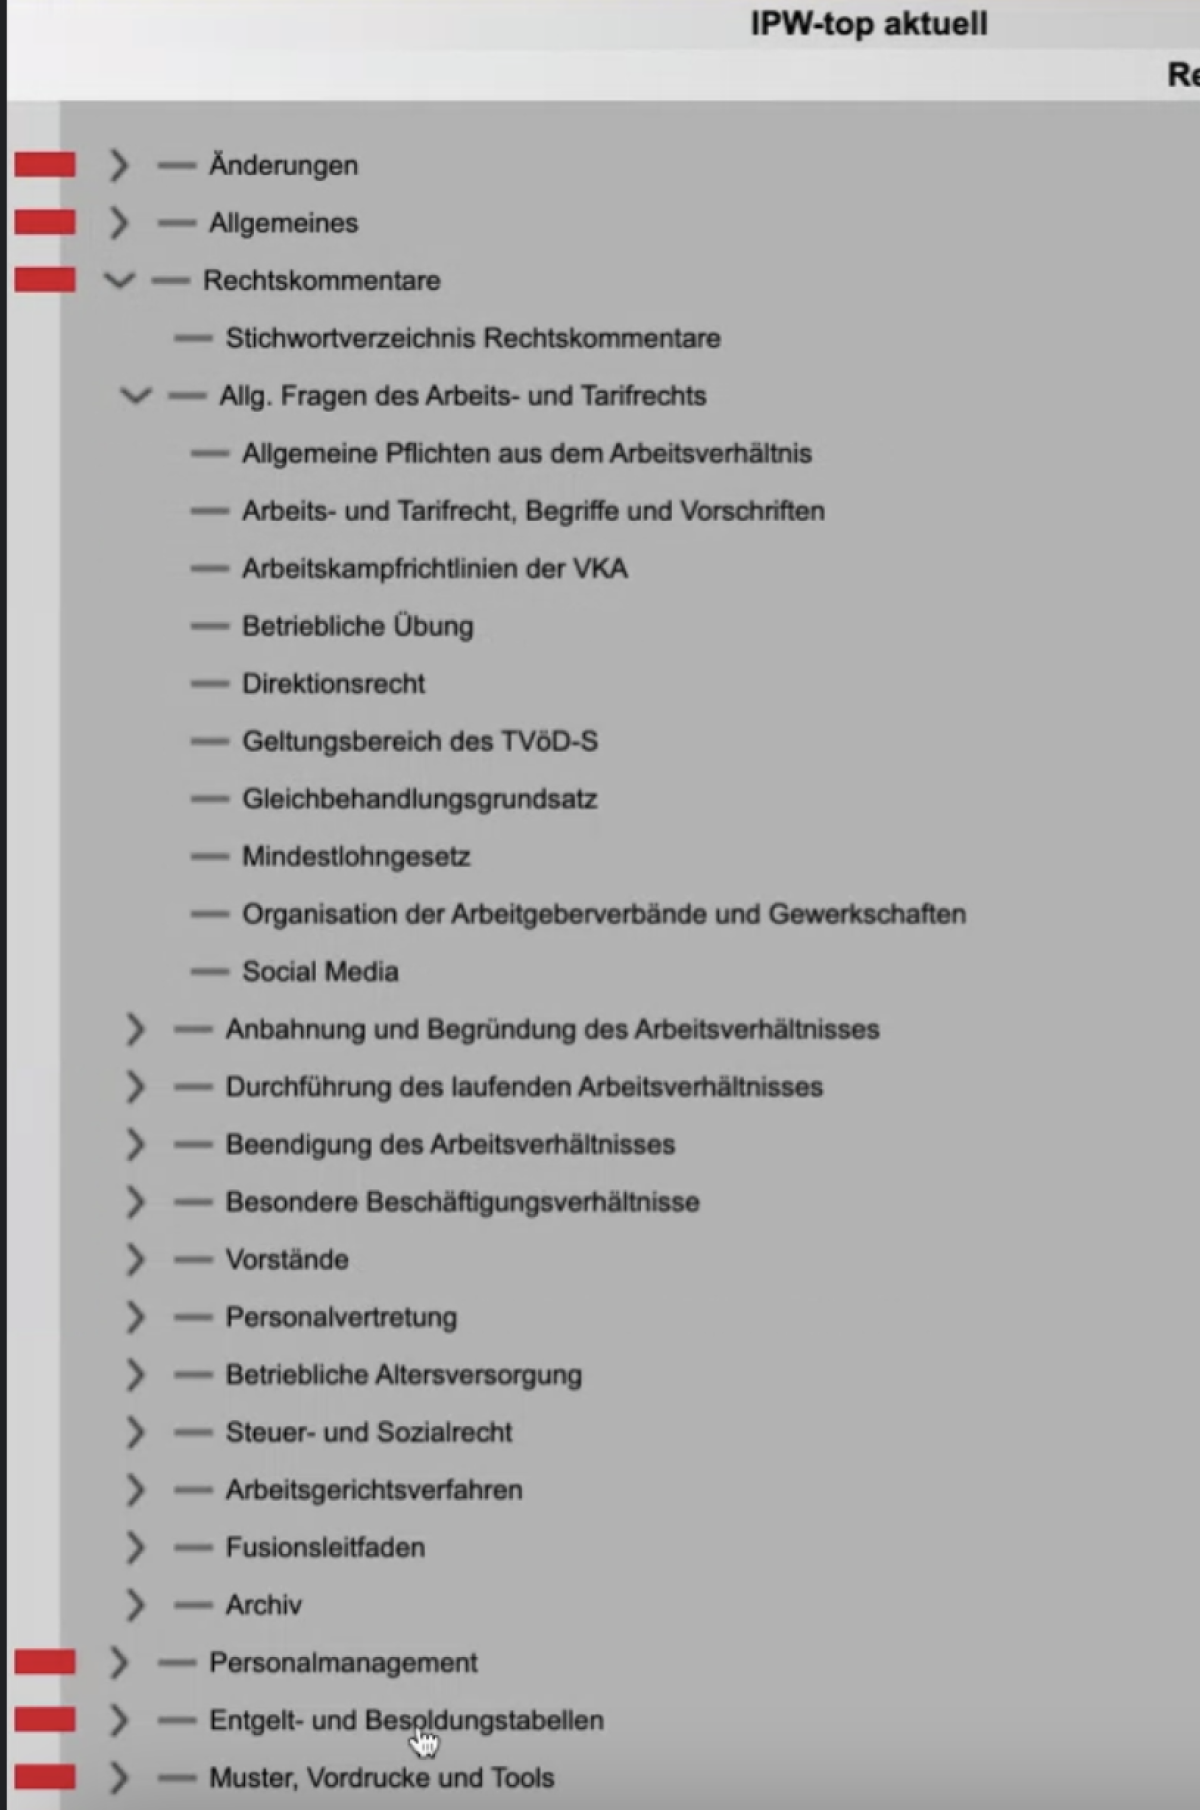 IPW-top aktuell
Re
Änderungen
Allgemeines
Rechtskommentare
Stichwortverzeichnis Rechtskommentare
Allg. Fragen des Arbeits- und Tarifrechts
Allgemeine Pflichten aus dem Arbeitsverhältnis
Arbeits- und Tarifrecht, Begriffe und Vorschriften
Arbeitskampfrichtlinien der VKA
Betriebliche Übung
Direktionsrecht
Geltungsbereich des TVöD-S
Gleichbehandlungsgrundsatz
Mindestlohngesetz
Organisation der Arbeitgeberverbände und Gewerkschaften
Social Media
Anbahnung und Begründung des Arbeitsverhältnisses
Durchführung des laufenden Arbeitsverhältnisses
Beendigung des Arbeitsverhältnisses
Besondere Beschäftigungsverhältnisse
Vorstände
Personalvertretung
Betriebliche Altersversorgung
Steuer- und Sozialrecht
Arbeitsgerichtsverfahren
Fusionsleitfaden
Archiv
Personalmanagement
Entgelt- und Besoldungstabellen
Muster, Vordrucke und Tools